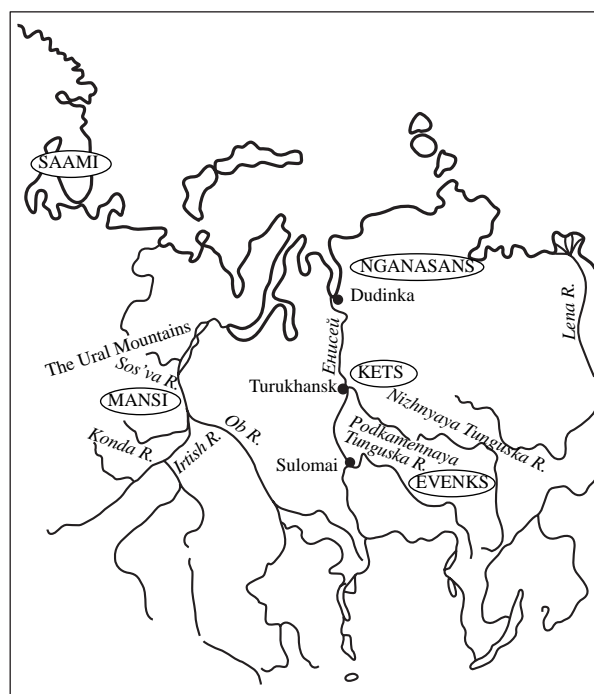 SAAMI
NGANASANS
Dudinka
Lena R.
Енисей
The Ural Mountains
Sos'va R.
KETS
Turukhansk
MANSI
Nizhnyaya Tunguska R.
Ob R.
Konda R.
Irtish R.
Podkamennaya
Tunguska R.
Sulomai
EVENKS